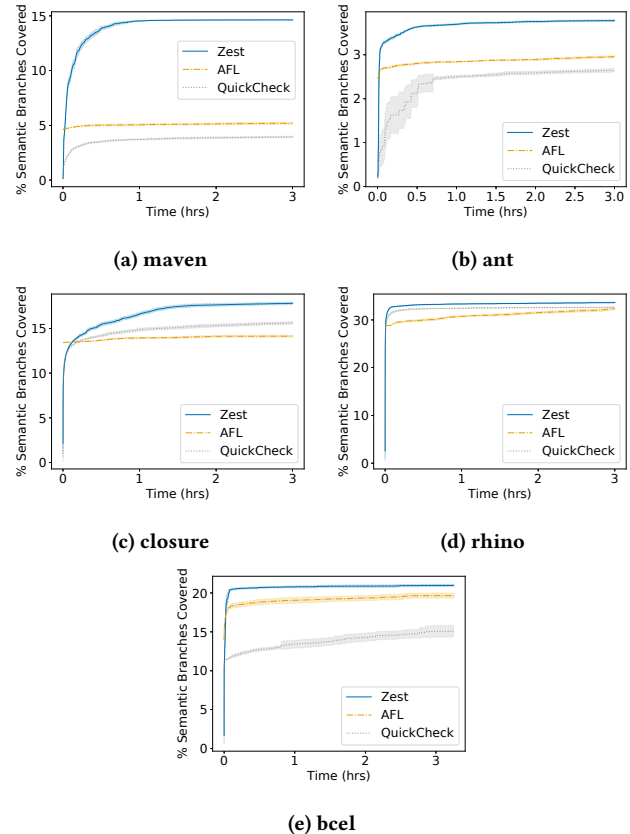 % Semantic Branches Covered
15
10
5
0
Zest
AFL
QuickCheck
0 1 2 3
Time (hrs)
(a) maven
% Semantic Branches Covered
3
2
1
0
Zest
AFL
QuickCheck
0.0 0.5 1.0 1.5 2.0 2.5 3.0
Time (hrs)
(b) ant
% Semantic Branches Covered
15
10
5
0
Zest
AFL
QuickCheck
0 1 2 3
Time (hrs)
(c) closure
% Semantic Branches Covered
30
20
10
0
Zest
AFL
QuickCheck
0 1 2 3
Time (hrs)
(d) rhino
% Semantic Branches Covered
20
15
10
5
0
Zest
AFL
QuickCheck
0 1 2 3
Time (hrs)
(e) bcel